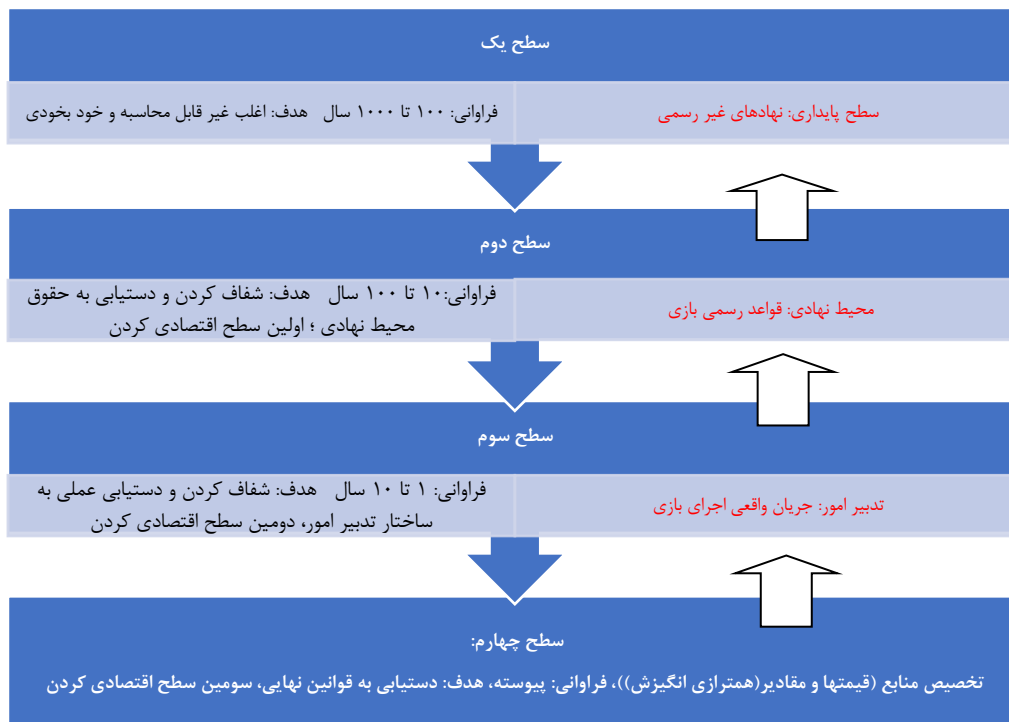 سطح یک
سطح پایداری: نهادهای غیر رسمی
فراوانی: ۱۰۰ تا ۱۰۰۰ سال   هدف: اغلب غیر قابل محاسبه و خود بخودی
سطح دوم
محیط نهادی: قواعد رسمی بازی
فراوانی:۱۰ تا ۱۰۰ سال   هدف: شفاف کردن و دستیابی به حقوق
محیط نهادی ؛ اولین سطح اقتصادی کردن
سطح سوم
تدبیر امور: جریان واقعی اجرای بازی
فراوانی: ۱ تا ۱۰ سال   هدف: شفاف کردن و دستیابی عملی به
ساختار تدبیر امور، دومین سطح اقتصادی کردن
سطح چهارم:
تخصیص منابع (قیمتها و مقادیر(همترازی انگیزش))، فراوانی: پیوسته، هدف: دستیابی به قوانین نهایی، سومین سطح اقتصادی کردن